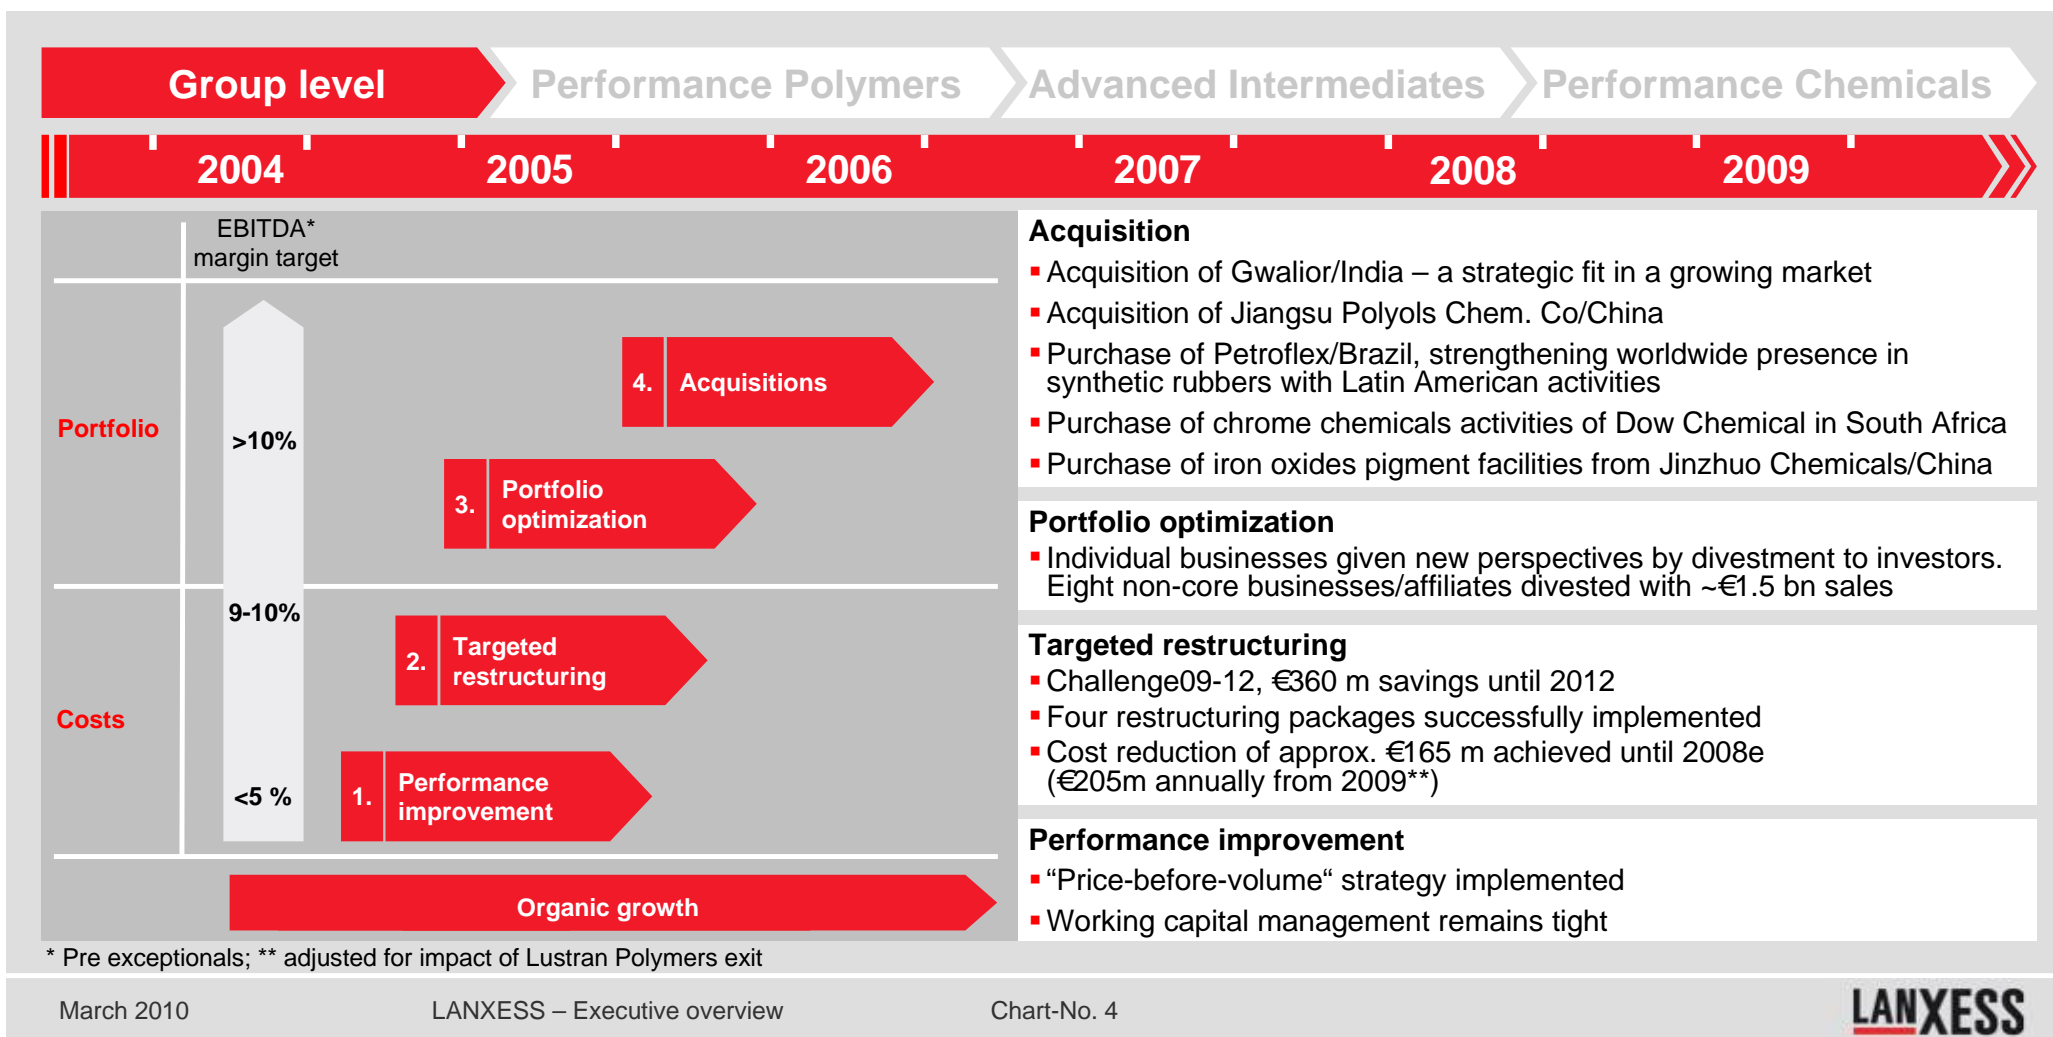 Group level
Performance Polymers
Advanced Intermediates
Performance Chemicals
2004 2005 2006 2007 2008 2009
EBITDA*
margin target
Portfolio
>10%
9-10%
Costs
<5 %
4. Acquisitions
3. Portfolio
optimization
2. Targeted
restructuring
1. Performance
improvement
Organic growth
Acquisition
▪ Acquisition of Gwalior/India – a strategic fit in a growing market
▪ Acquisition of Jiangsu Polyols Chem. Co/China
▪ Purchase of Petroflex/Brazil, strengthening worldwide presence in
synthetic rubbers with Latin American activities
▪ Purchase of chrome chemicals activities of Dow Chemical in South Africa
▪ Purchase of iron oxides pigment facilities from Jinzhuo Chemicals/China
Portfolio optimization
▪ Individual businesses given new perspectives by divestment to investors.
Eight non-core businesses/affiliates divested with ~€1.5 bn sales
Targeted restructuring
▪ Challenge09-12, €360 m savings until 2012
▪ Four restructuring packages successfully implemented
▪ Cost reduction of approx. €165 m achieved until 2008e
(€205m annually from 2009**)
Performance improvement
▪ “Price-before-volume“ strategy implemented
▪ Working capital management remains tight
* Pre exceptionals; ** adjusted for impact of Lustran Polymers exit
March 2010
LANXESS – Executive overview
Chart-No. 4
LANXESS